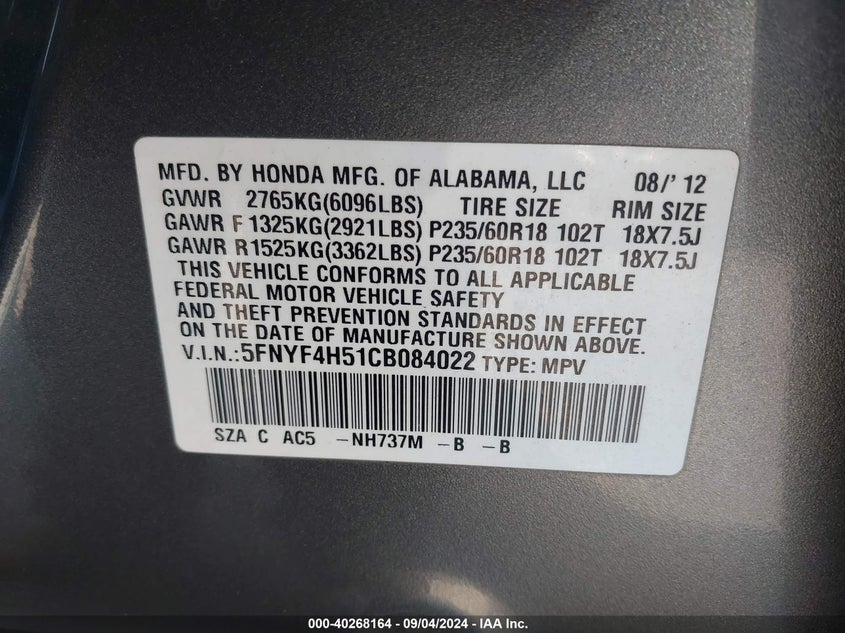 MFD. BY HONDA MFG. OF ALABAMA, LLC 08/' 12
GVWR 2765KG(6096LBS) TIRE SIZE RIM SIZE
GAWR F 1325KG(2921LBS) P235/60R18 102T 18X7.5J
GAWR R 1525KG(3362LBS) P235/60R18 102T 18X7.5J
THIS VEHICLE CONFORMS TO ALL APPLICABLE
FEDERAL MOTOR VEHICLE SAFETY
AND THEFT PREVENTION STANDARDS IN EFFECT
ON THE DATE OF MANUFACTURE SHOWN ABOVE.
V.I.N.:5FNYF4H51CB084022 TYPE: MPV
SZA C AC5 -NH737M -B -B
000-40268164 - 09/04/2024 - IAA Inc.